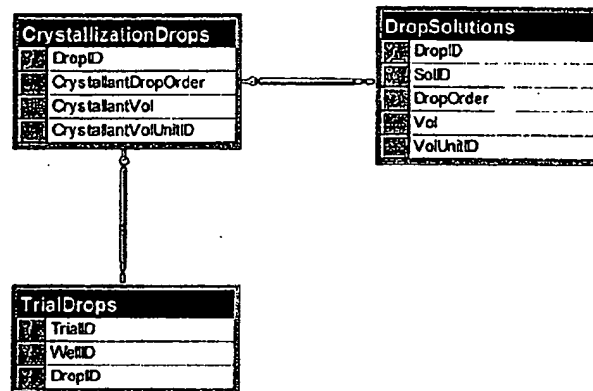 CrystallizationDrops
DropID
CrystallantDropOrder
CrystallantVol
CrystallantVolUnitID
DropSolutions
DropID
SolID
DropOrder
Vol
VolUnitID
TrialDrops
TrialID
WellID
DropID